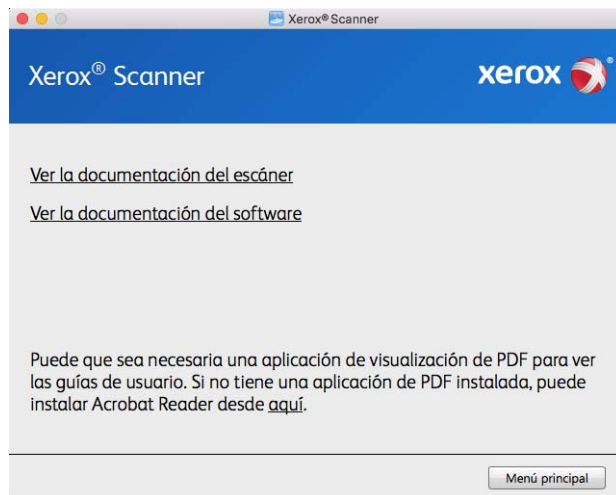 Xerox® Scanner
Xerox® Scanner
xerox
Ver la documentación del escáner
Ver la documentación del software
Puede que sea necesaria una aplicación de visualización de PDF para ver
las guías de usuario. Si no tiene una aplicación de PDF instalada, puede
instalar Acrobat Reader desde aquí.
Menú principal